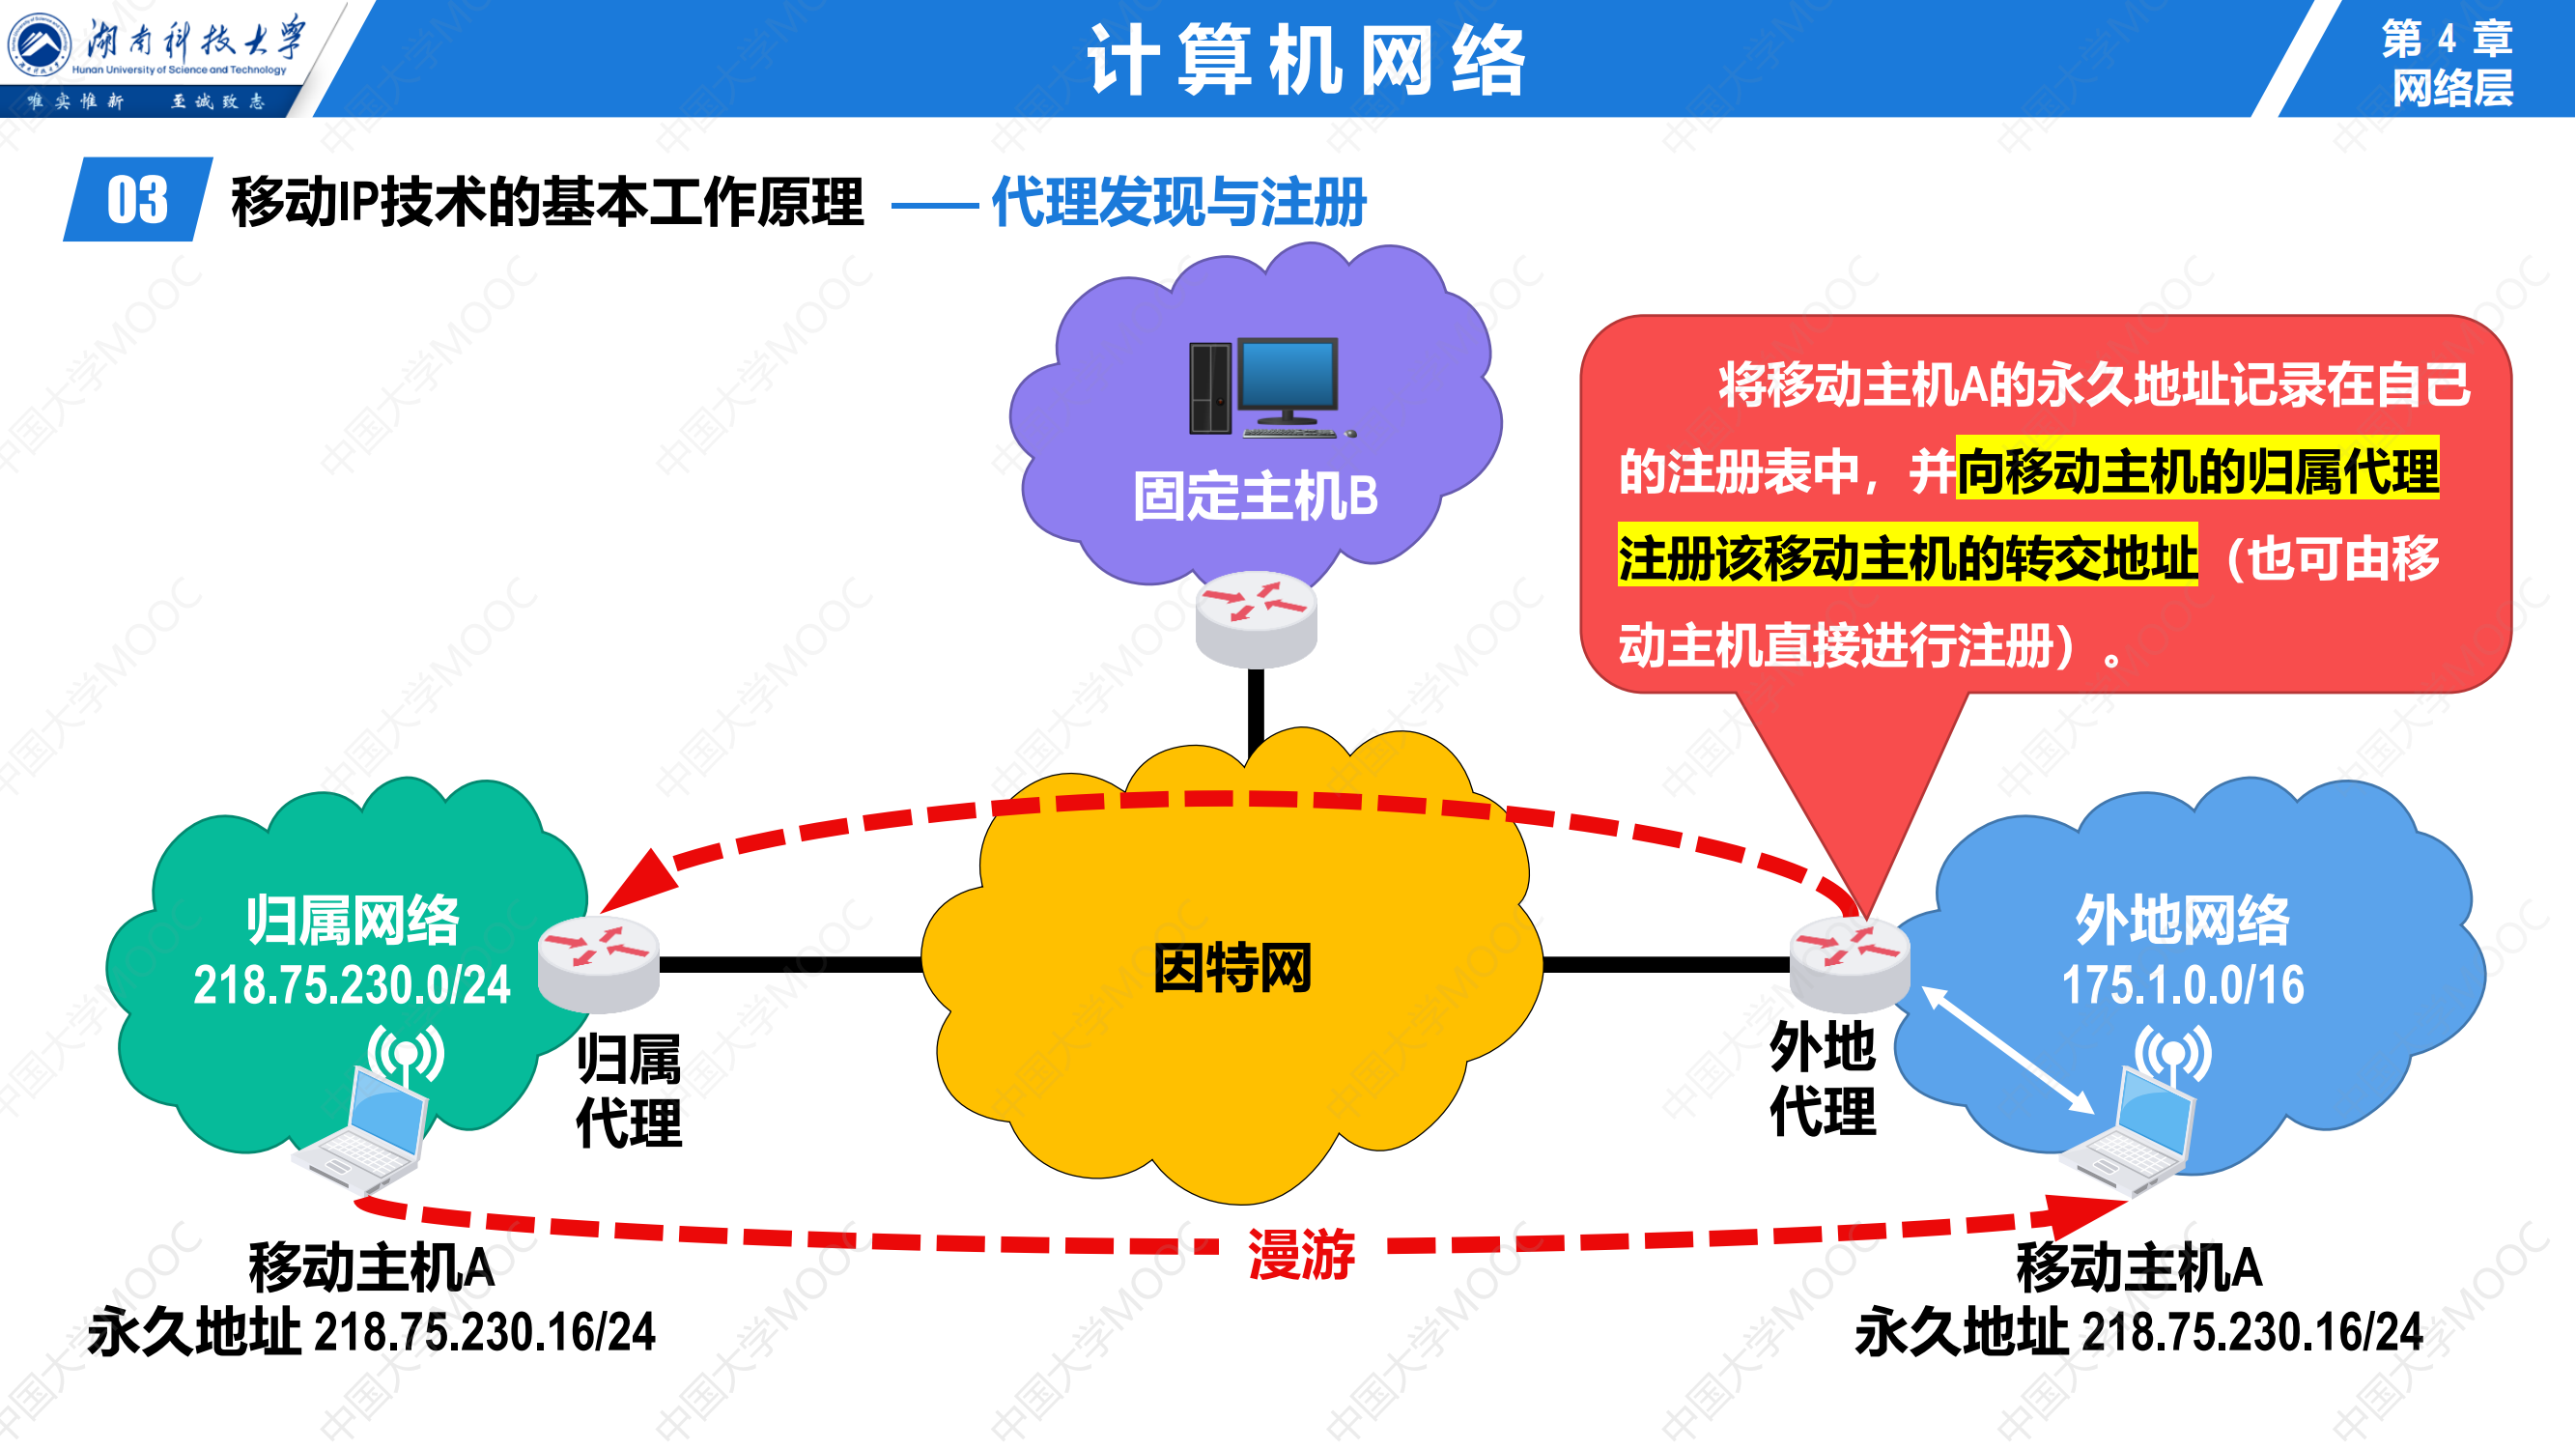 湖南科技大学
Hunan University of Science and Technology
唯实惟新 至诚致志
计算机网络
第 4 章
网络层
03 移动IP技术的基本工作原理 —— 代理发现与注册
固定主机B
将移动主机A的永久地址记录在自己
的注册表中，并向移动主机的归属代理
注册该移动主机的转交地址（也可由移
动主机直接进行注册）。
归属网络
218.75.230.0/24
归属
代理
因特网
外地
代理
外地网络
175.1.0.0/16
漫游
移动主机A
永久地址 218.75.230.16/24
移动主机A
永久地址 218.75.230.16/24
中国大学MOOC